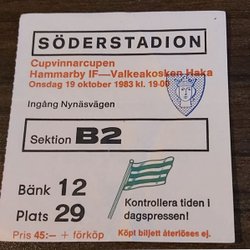 SÖDERSTADION
Cupvinnarcupen
Hammarby IF—Valkeakosken Haka
Onsdag 19 oktober 1983 kl. 19.00
Ingång Nynäsvägen
Sektion B2
Bänk 12
Plats 29
Kontrollera tiden i
dagspressen!
Pris 45:– + förköp
Köpt biljett återlöses ej.